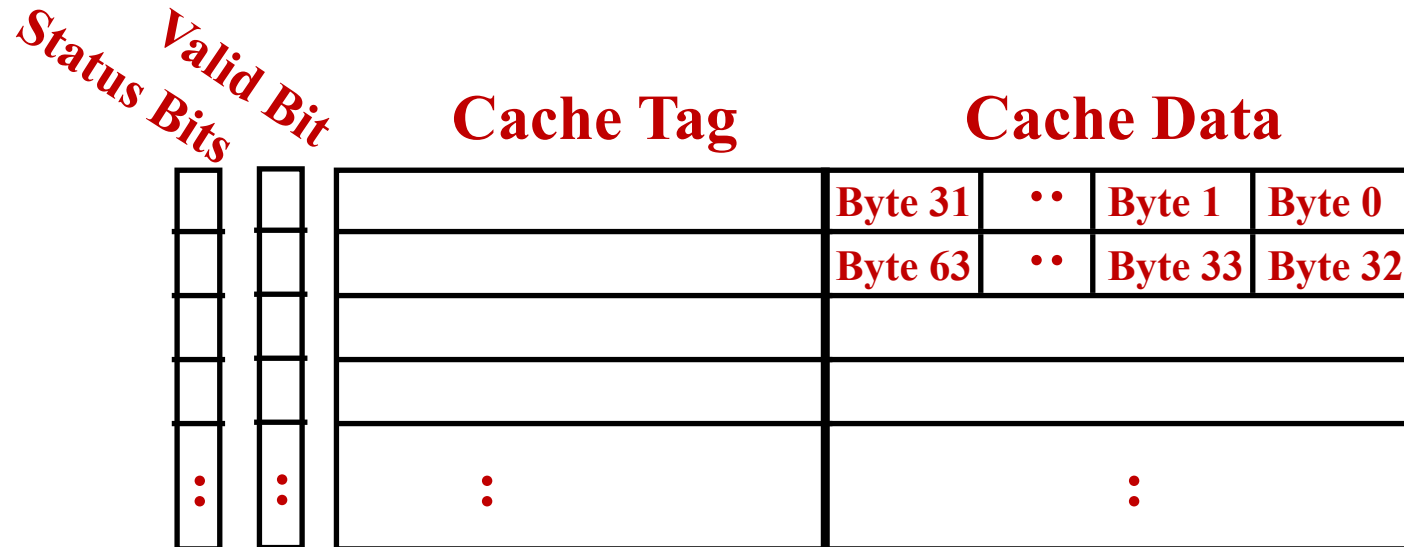 Status Bits
Valid Bit
Cache Tag
Cache Data
Byte 31 ·· Byte 1 Byte 0
Byte 63 ·· Byte 33 Byte 32
: : : :